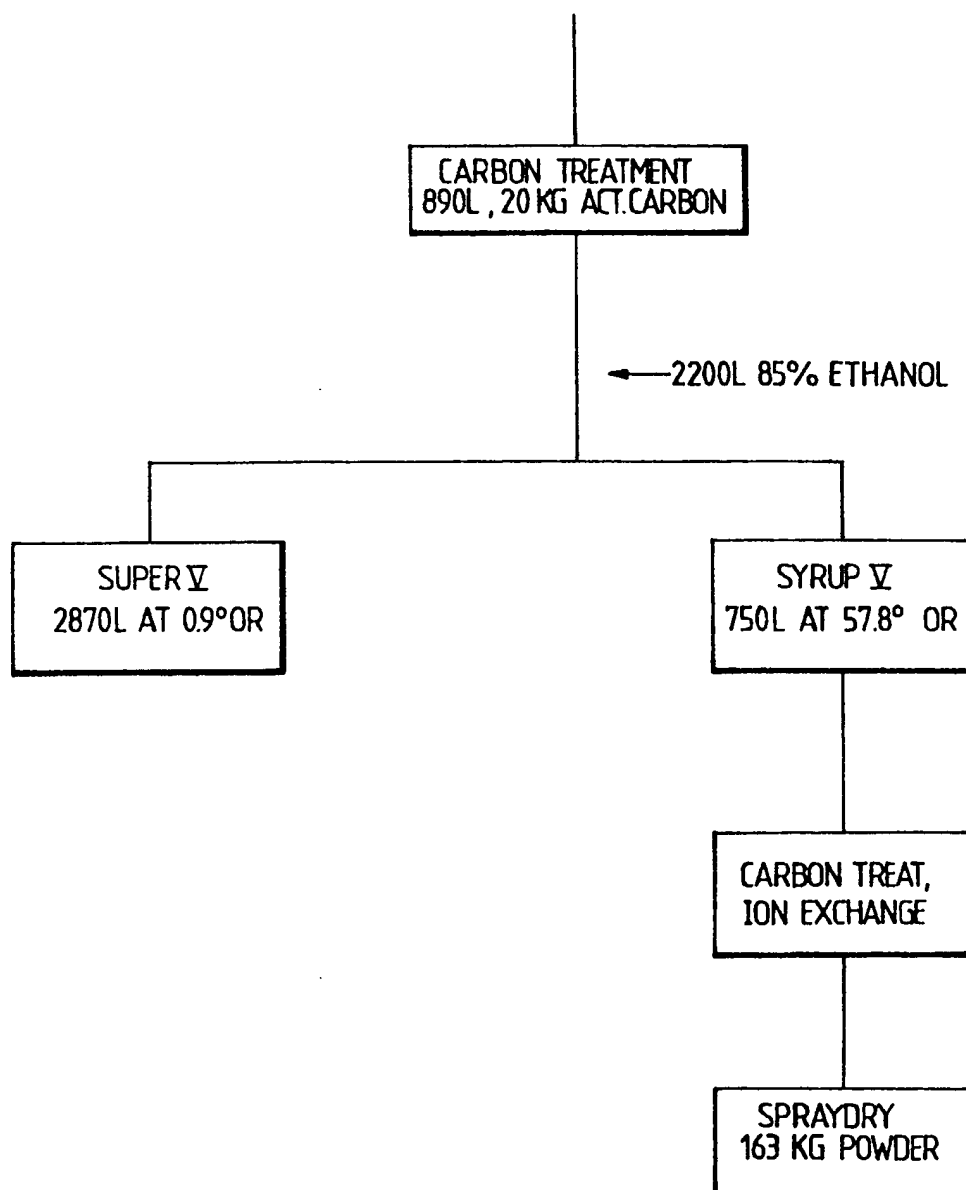 CARBON TREATMENT
890L, 20 KG ACT.CARBON
2200L 85% ETHANOL
SUPER V
2870L AT 0.9° OR
SYRUP V
750L AT 57.8° OR
CARBON TREAT,
ION EXCHANGE
SPRAYDRY
163 KG POWDER